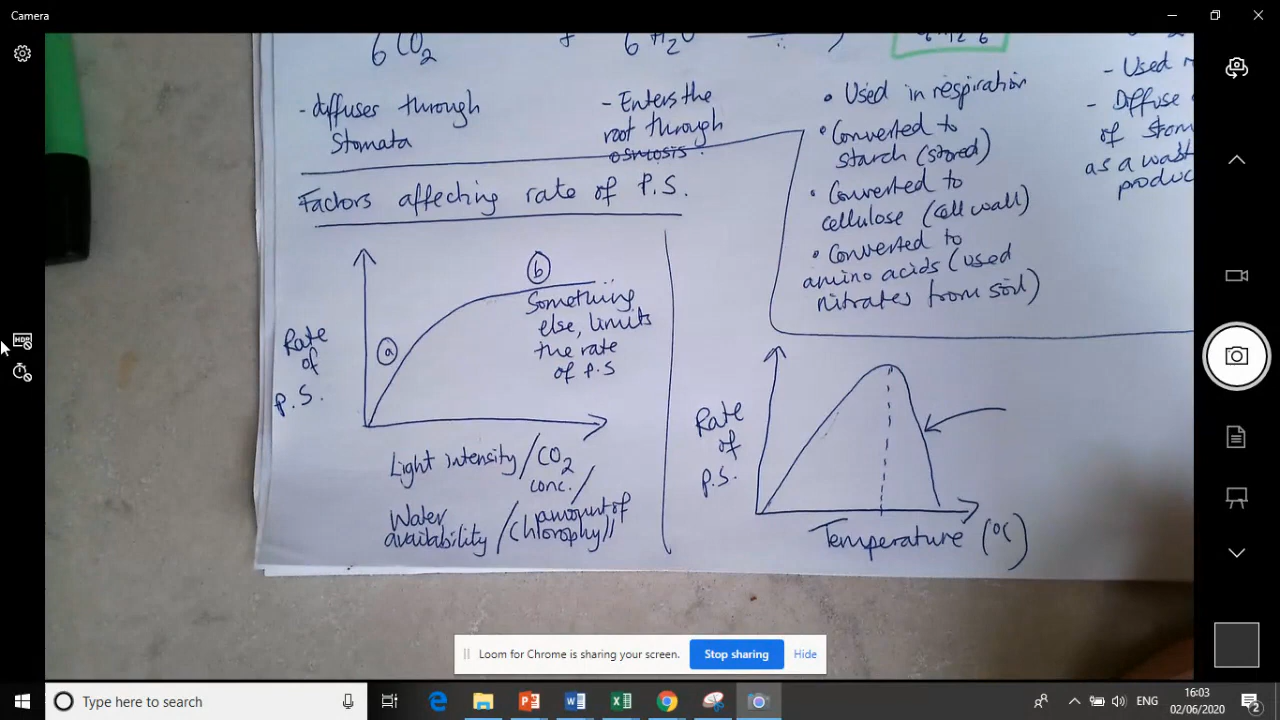 Camera
6 CO2 + 6 H2O
- diffuses through
Stomata
- Enters the
root through
osmosis.
• Used in respiration
• Converted to
starch (stored)
• Converted to
cellulose (cell wall)
• Converted to
amino acids (used
nitrates from soil)
- Used
- Diffuse
of
as a
Factors affecting rate of P.S.
Rate
of
P.S.
a
b
Something
else, limits
the rate
of P.S
Light intensity / CO2
conc. /
Water
availability / amount of
(chlorophyll
Rate
of
P.S.
Temperature (°C)
Loom for Chrome is sharing your screen.
Stop sharing
Hide
Type here to search
ENG
16:03
02/06/2020
2